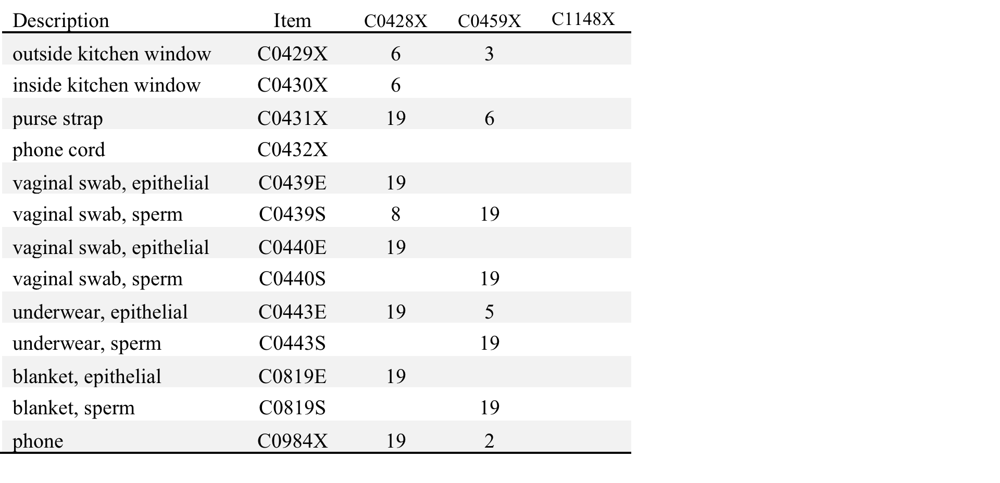 Description Item C0428X C0459X C1148X
outside kitchen window C0429X 6 3
inside kitchen window C0430X 6
purse strap C0431X 19 6
phone cord C0432X
vaginal swab, epithelial C0439E 19
vaginal swab, sperm C0439S 8 19
vaginal swab, epithelial C0440E 19
vaginal swab, sperm C0440S 19
underwear, epithelial C0443E 19 5
underwear, sperm C0443S 19
blanket, epithelial C0819E 19
blanket, sperm C0819S 19
phone C0984X 19 2